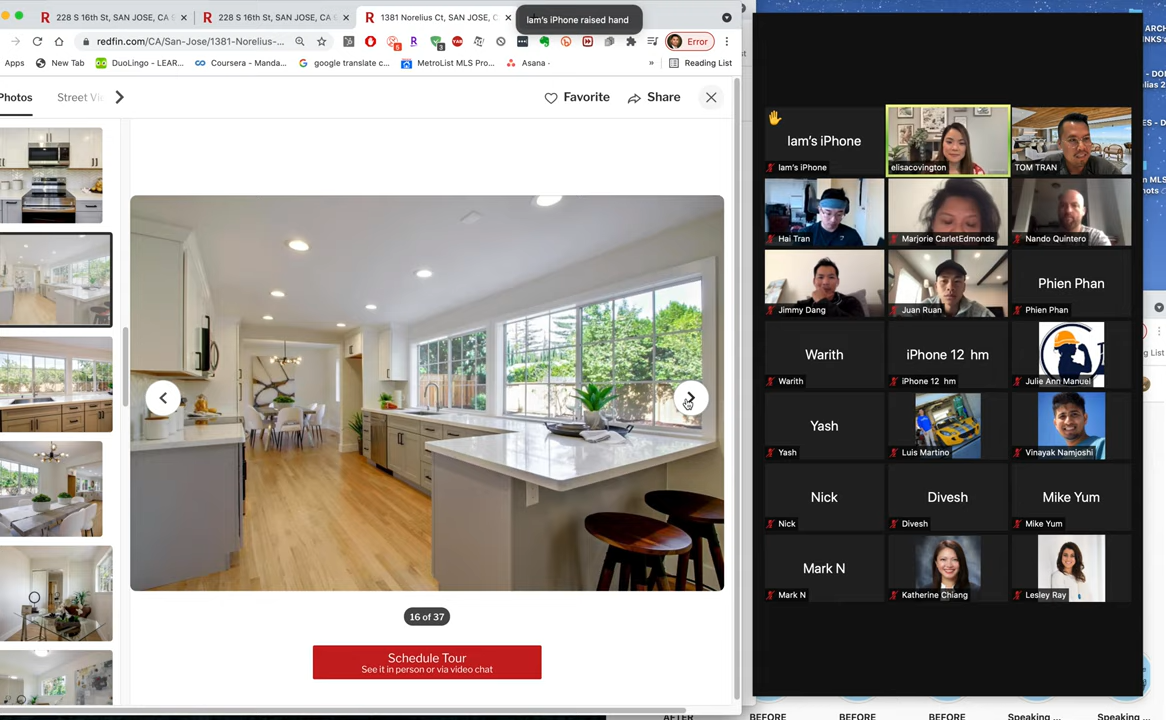 228 S 16th St, SAN JOSE, CA
228 S 16th St, SAN JOSE, CA
1381 Norelius Ct, SAN JOSE, C
Iam's iPhone raised hand
redfin.com/CA/San-Jose/1381-Norelius-...
Error
Apps
New Tab
DuoLingo - LEAR...
Coursera - Manda...
google translate c...
MetroList MLS Pro...
Asana -
»
Reading List
Photos
Street Vi
Favorite
Share
16 of 37
Schedule Tour
See it in person or via video chat
Iam's iPhone
Iam's iPhone
elisacovington
TOM TRAN
Hai Tran
Marjorie CarletEdmonds
Nando Quintero
Jimmy Dang
Juan Ruan
Phien Phan
Phien Phan
Warith
Warith
iPhone 12 hm
iPhone 12 hm
Julie Ann Manuel
Yash
Yash
Luis Martino
Vinayak Namjoshi
Nick
Nick
Divesh
Divesh
Mike Yum
Mike Yum
Mark N
Mark N
Katherine Chiang
Lesley Ray
AFTER
BEFORE
BEFORE
BEFORE
Speaking ...
Speaking ...